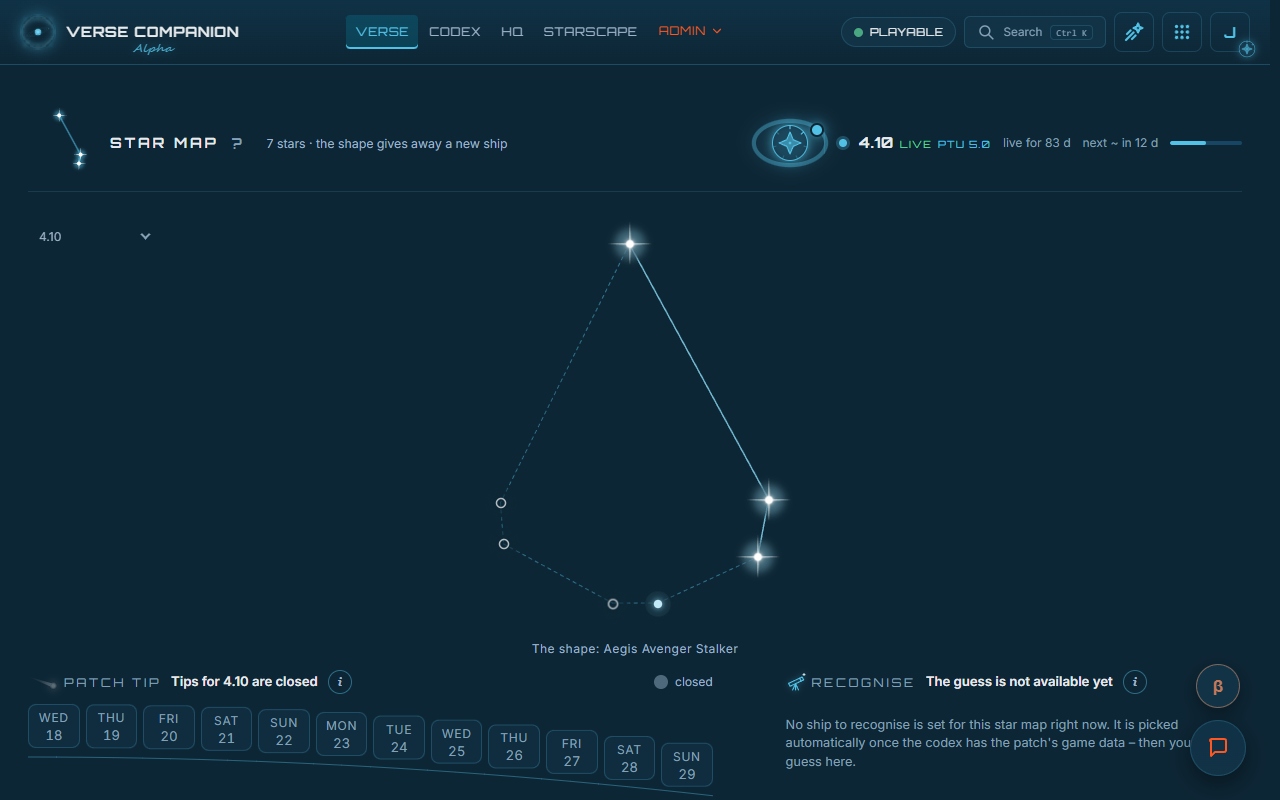 VERSE COMPANION
Alpha
VERSE
CODEX
HQ
STARSCAPE
ADMIN
PLAYABLE
Search Ctrl K
J
STAR MAP ?
7 stars · the shape gives away a new ship
4.10 LIVE PTU 5.0 live for 83 d next ~ in 12 d
4.10
The shape: Aegis Avenger Stalker
PATCH TIP Tips for 4.10 are closed i
closed
WED 18
THU 19
FRI 20
SAT 21
SUN 22
MON 23
TUE 24
WED 25
THU 26
FRI 27
SAT 28
SUN 29
RECOGNISE The guess is not available yet i
No ship to recognise is set for this star map right now. It is picked
automatically once the codex has the patch's game data – then you
guess here.
β